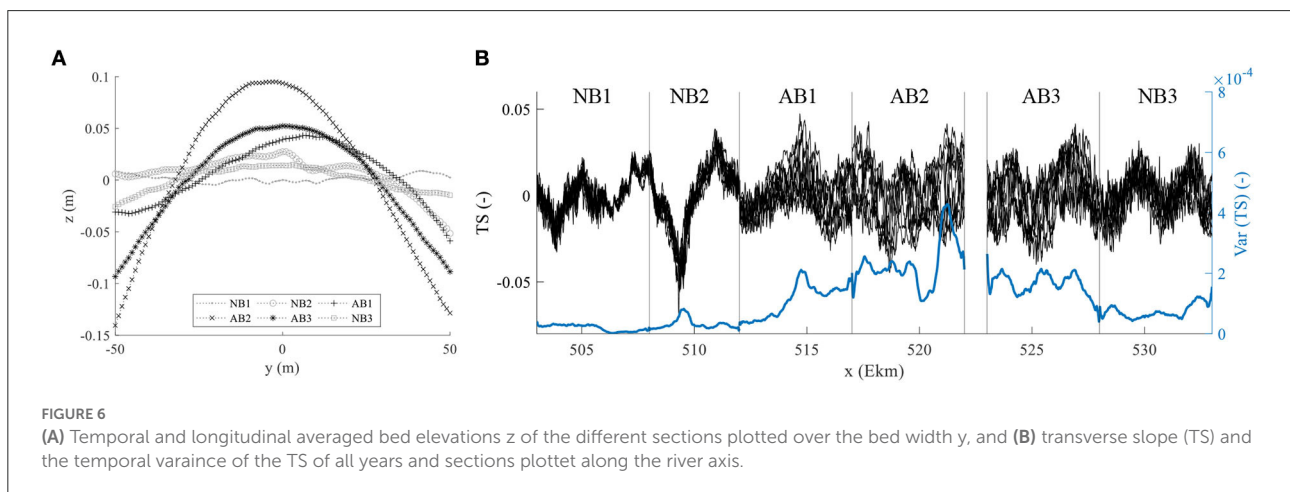 A
B
0.1
0.05
0
-0.05
-0.1
-0.15
z (m)
NB1 NB2 AB1
AB2 AB3 NB3
-50 0 50
y (m)
×10⁻⁴
NB1 NB2 AB1 AB2 AB3 NB3
0.05
0
-0.05
TS (-)
8
6
4
2
0
Var (TS) (-)
505 510 515 520 525 530
x (Ekm)
FIGURE 6
(A) Temporal and longitudinal averaged bed elevations z of the different sections plotted over the bed width y, and (B) transverse slope (TS) and
the temporal varaince of the TS of all years and sections plottet along the river axis.